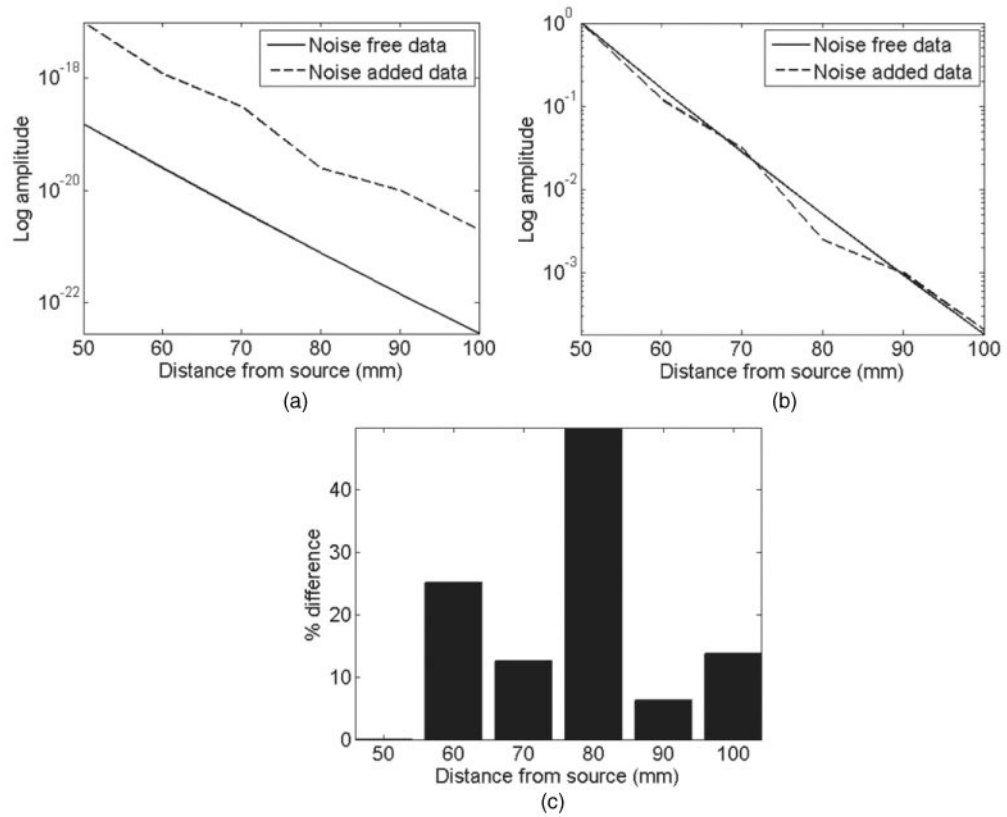 Noise free data
Noise added data
10^-18
10^-20
10^-22
Log amplitude
50 60 70 80 90 100
Distance from source (mm)
(a)
10^0
Noise free data
Noise added data
10^-1
10^-2
10^-3
Log amplitude
50 60 70 80 90 100
Distance from source (mm)
(b)
40
30
20
10
0
% difference
50 60 70 80 90 100
Distance from source (mm)
(c)